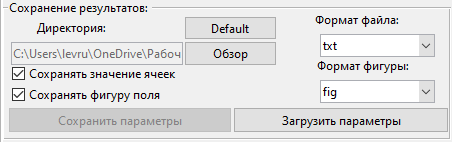 Сохранение результатов:
Директория:
Default
C:\Users\levru\OneDrive\Рабоч
Обзор
Сохранять значение ячеек
Сохранять фигуру поля
Формат файла:
txt
Формат фигуры:
fig
Сохранить параметры
Загрузить параметры